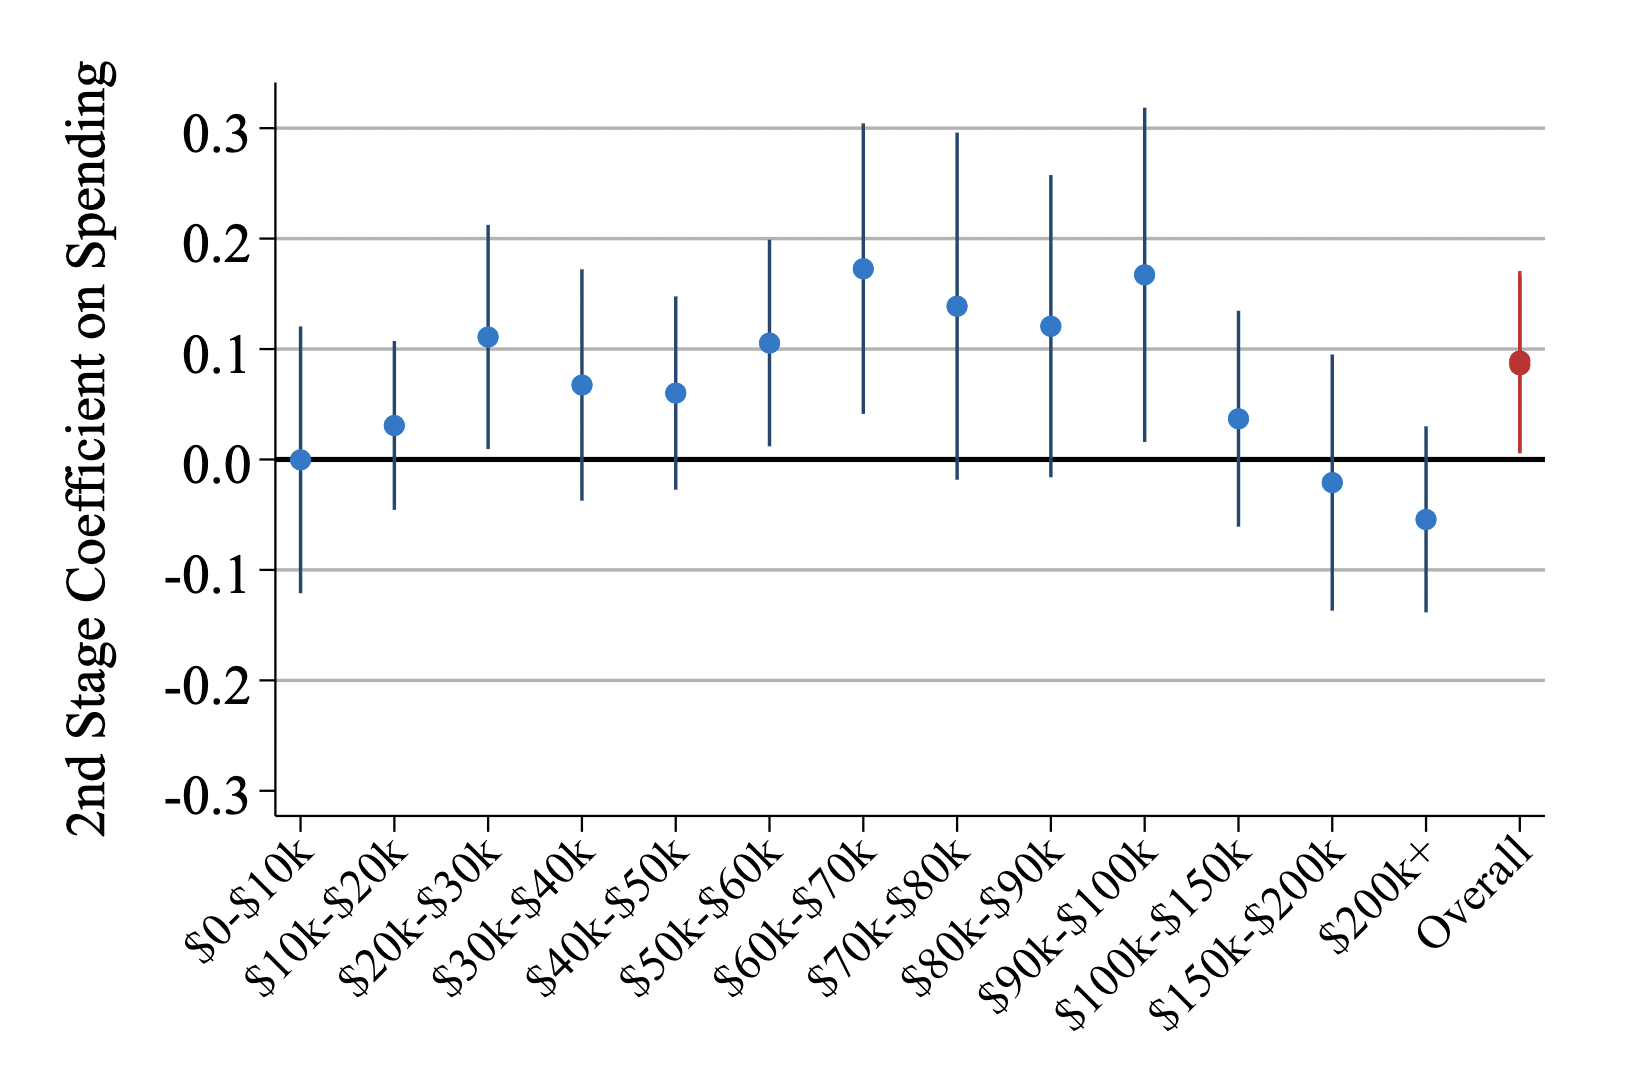 2nd Stage Coefficient on Spending
0.3
0.2
0.1
0.0
-0.1
-0.2
-0.3
$0-$10k
$10k-$20k
$20k-$30k
$30k-$40k
$40k-$50k
$50k-$60k
$60k-$70k
$70k-$80k
$80k-$90k
$90k-$100k
$100k-$150k
$150k-$200k
$200k+
Overall